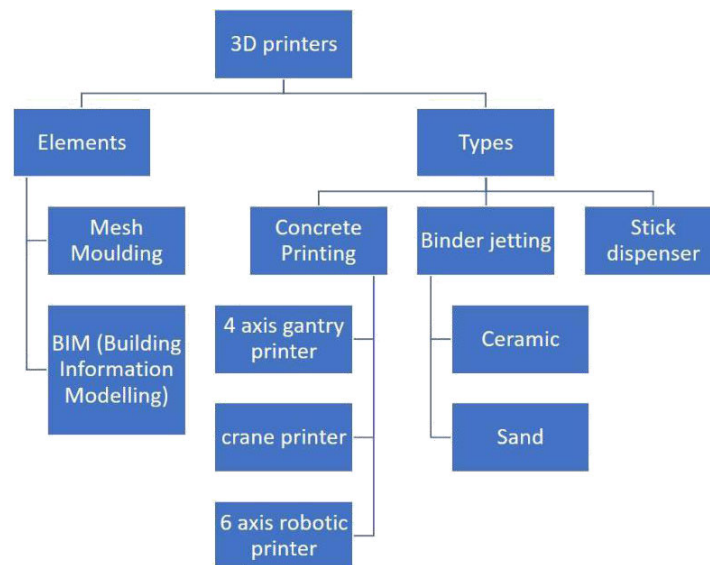 3D printers
Elements
Types
Mesh
Moulding
BIM (Building
Information
Modelling)
Concrete
Printing
Binder jetting
Stick
dispenser
4 axis gantry
printer
crane printer
6 axis robotic
printer
Ceramic
Sand